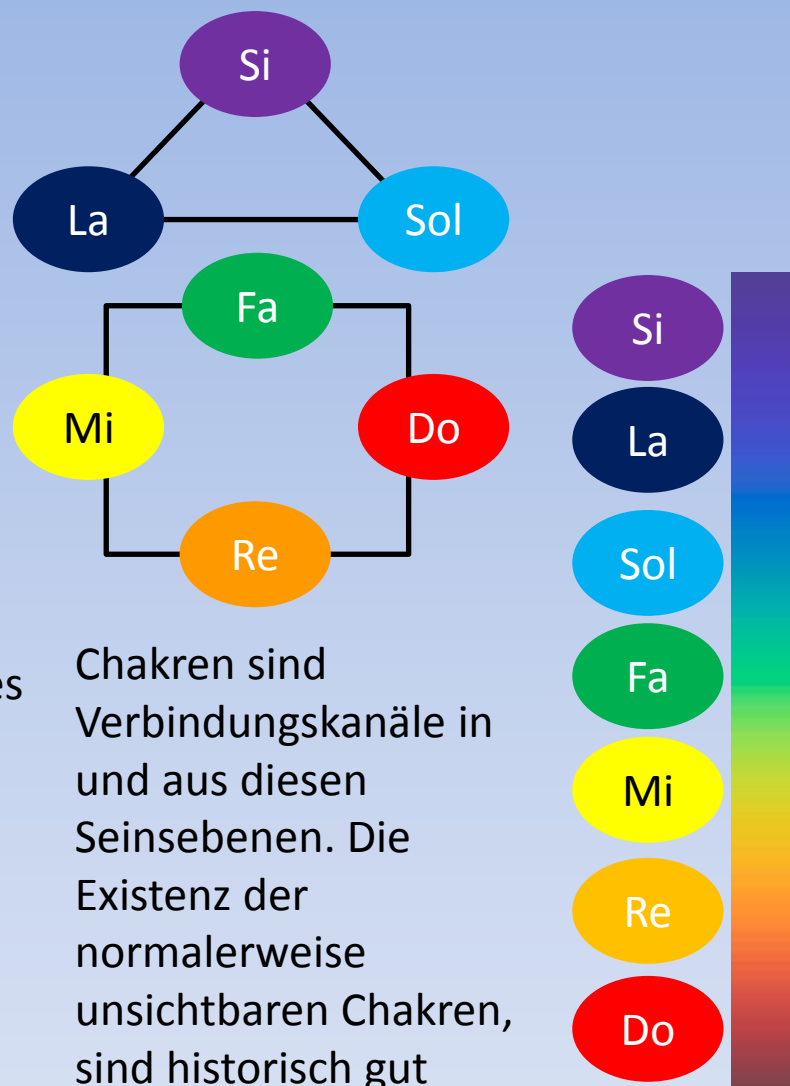 Si
La Sol
Fa
Mi Do
Re
es
Chakren sind
Verbindungskanäle in
und aus diesen
Seinsebenen. Die
Existenz der
normalerweise
unsichtbaren Chakren,
sind historisch gut
Si
La
Sol
Fa
Mi
Re
Do